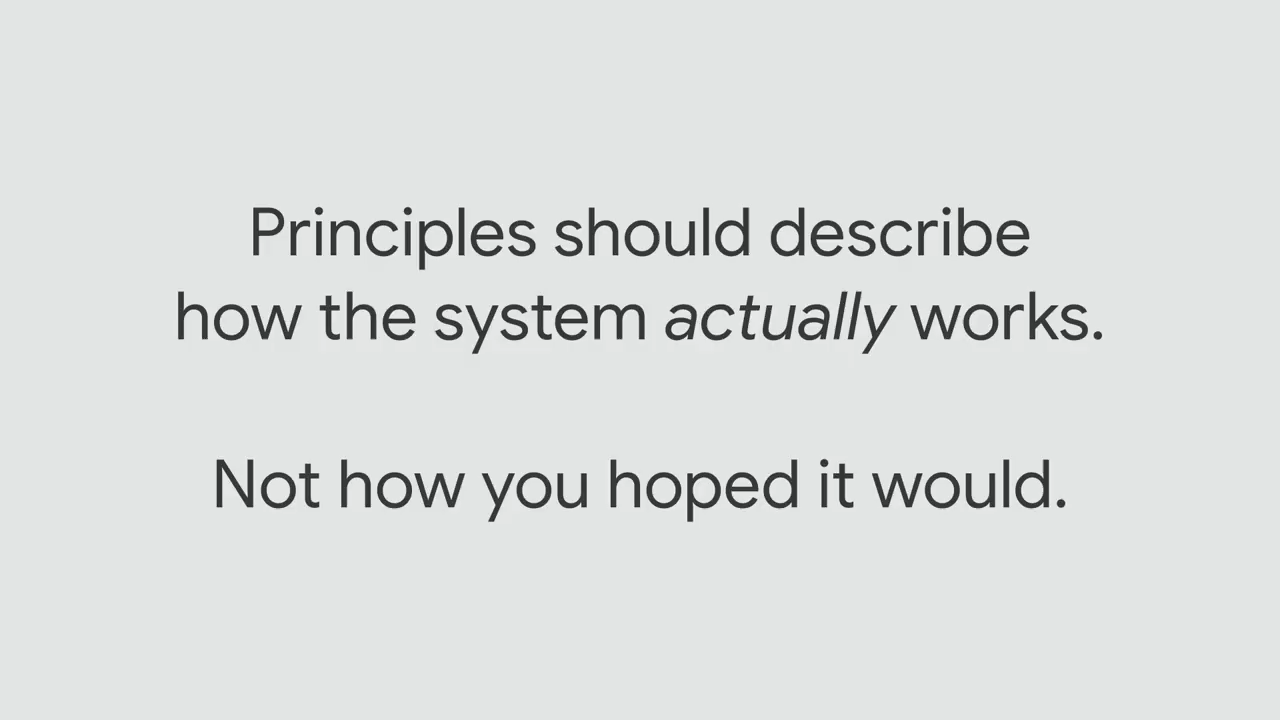 Principles should describe
how the system actually works.
Not how you hoped it would.